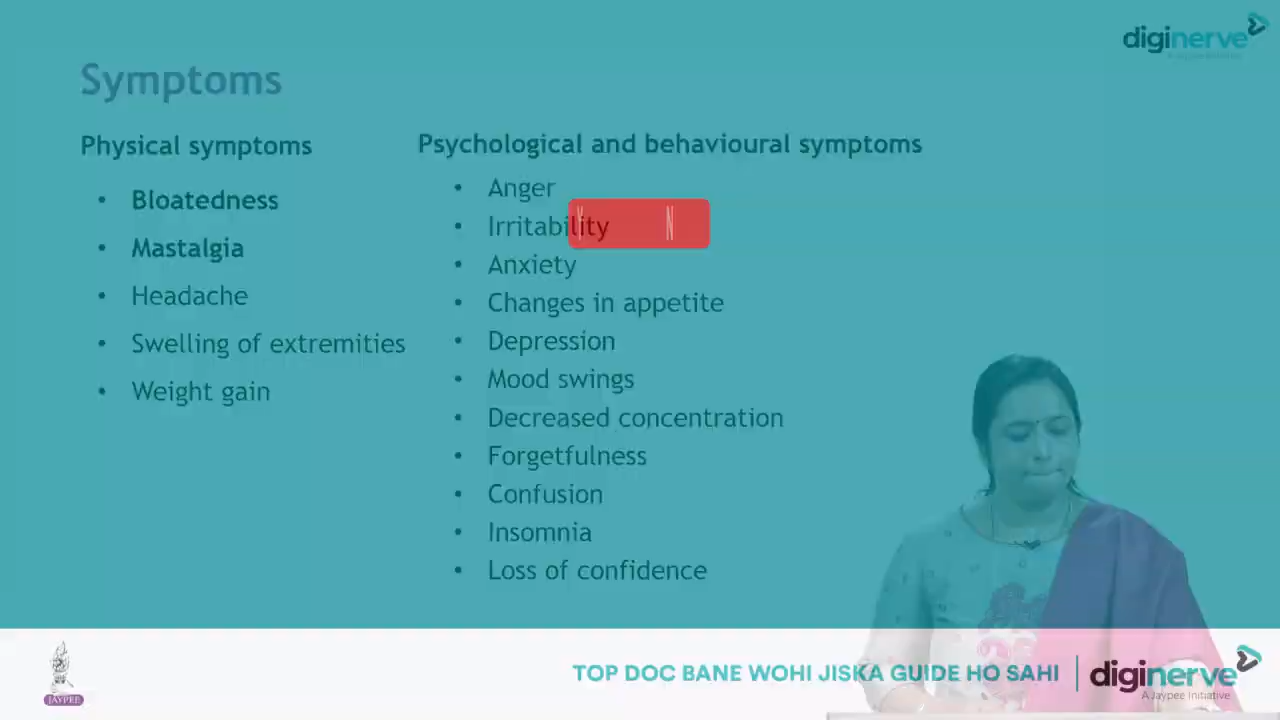 diginerve
A Jaypee Initiative
Symptoms
Physical symptoms
• Bloatedness
• Mastalgia
• Headache
• Swelling of extremities
• Weight gain
Psychological and behavioural symptoms
• Anger
• Irritability
• Anxiety
• Changes in appetite
• Depression
• Mood swings
• Decreased concentration
• Forgetfulness
• Confusion
• Insomnia
• Loss of confidence
JAYPEE
TOP DOC BANE WOHI JISKA GUIDE HO SAHI
diginerve
A Jaypee Initiative